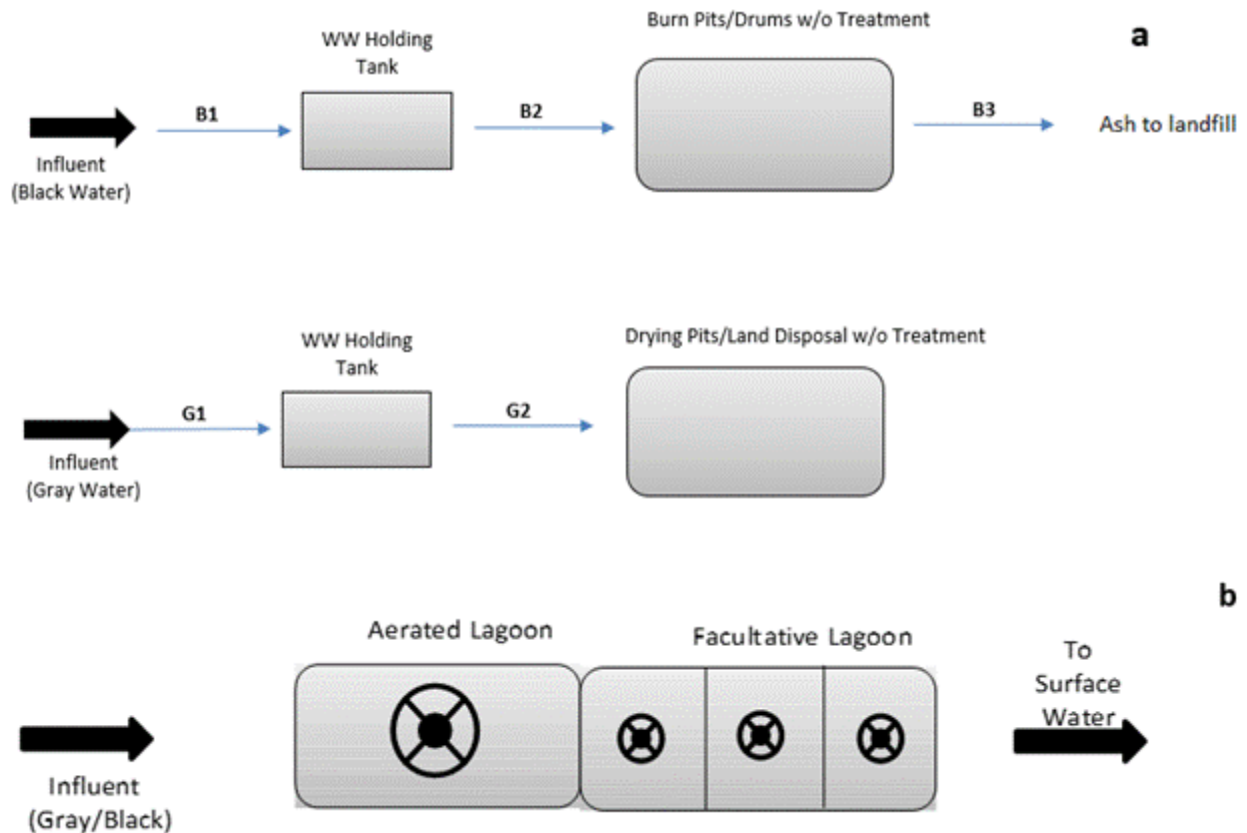 Burn Pits/Drums w/o Treatment
a
WW Holding
Tank
B1
B2
B3
Ash to landfill
Influent
(Black Water)
WW Holding
Tank
Drying Pits/Land Disposal w/o Treatment
G1
G2
Influent
(Gray Water)
b
Aerated Lagoon
Facultative Lagoon
To
Surface
Water
Influent
(Gray/Black)